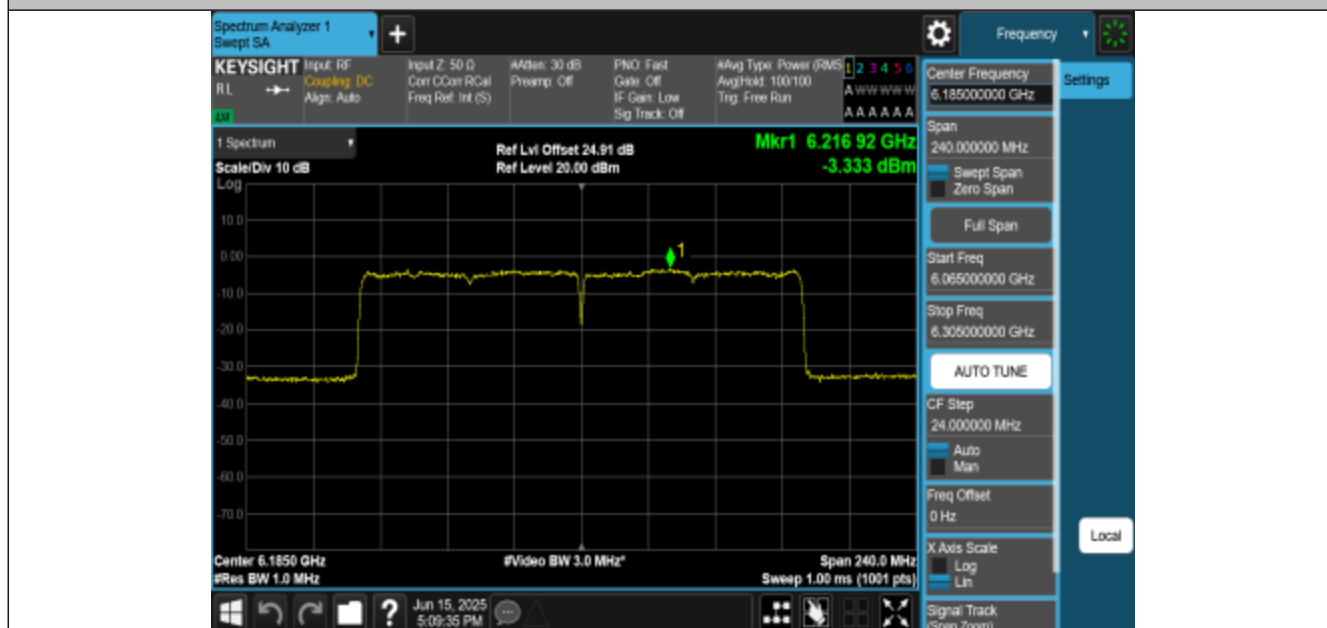 Spectrum Analyzer 1
Swept SA
+
Frequency
KEYSIGHT
RL
LXI
Input: RF
Coupling: DC
Align: Auto
Input Z: 50 Ω
Corr CCorr RCal
Freq Ref: Int (S)
#Atten: 30 dB
Preamp: Off
PNO: Fast
Gate: Off
IF Gain: Low
Sig Track: Off
#Avg Type: Power (RMS
Avg|Hold: 100/100
Trig: Free Run
1 2 3 4 5 6
A W W W W W
A A A A A A
1 Spectrum
Scale/Div 10 dB
Log
Ref Lvl Offset 24.91 dB
Ref Level 20.00 dBm
Mkr1 6.216 92 GHz
-3.333 dBm
10.0
0.00
-10.0
-20.0
-30.0
-40.0
-50.0
-60.0
-70.0
1
Center 6.1850 GHz
#Res BW 1.0 MHz
#Video BW 3.0 MHz*
Span 240.0 MHz
Sweep 1.00 ms (1001 pts)
Center Frequency
6.185000000 GHz
Span
240.000000 MHz
Swept Span
Zero Span
Full Span
Start Freq
6.065000000 GHz
Stop Freq
6.305000000 GHz
AUTO TUNE
CF Step
24.000000 MHz
Auto
Man
Freq Offset
0 Hz
X Axis Scale
Log
Lin
Signal Track
(Span Zoom)
Settings
Local
?
Jun 15, 2025
5:09:35 PM